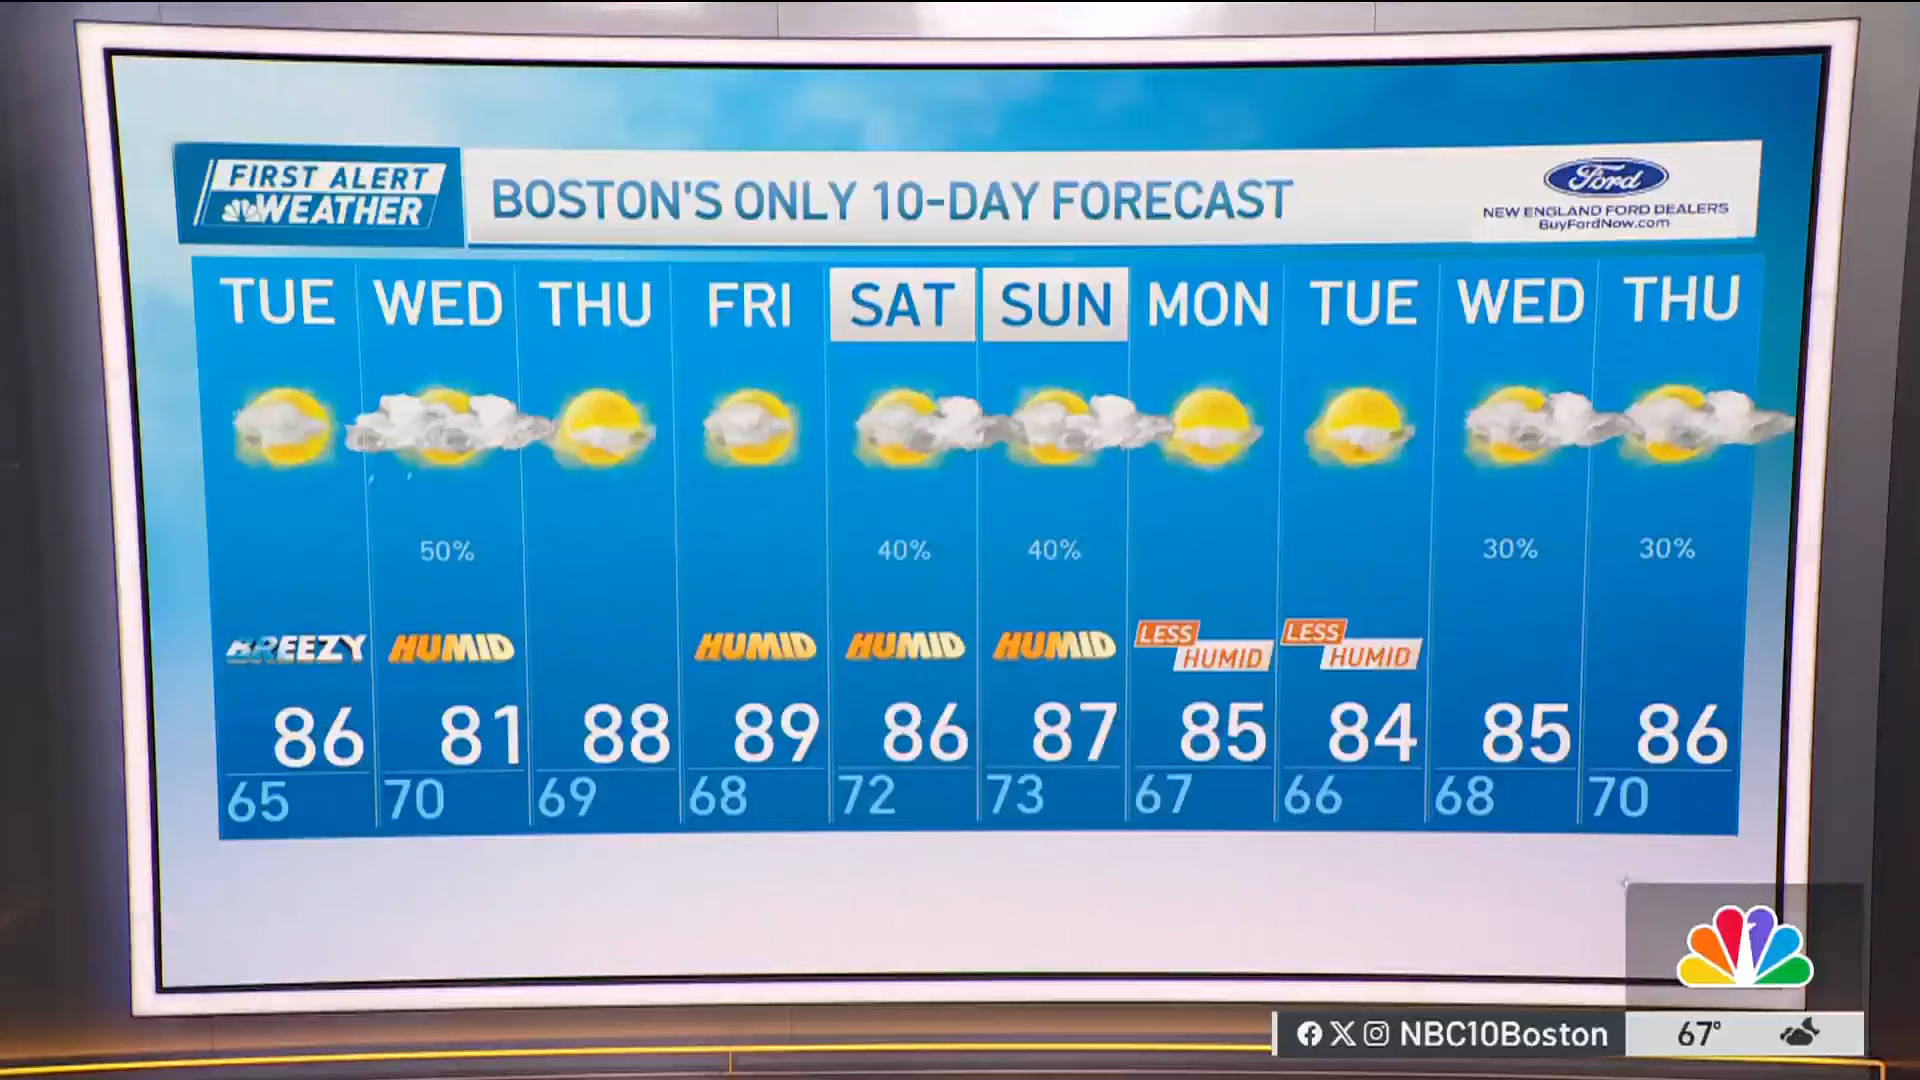 FIRST ALERT
WEATHER
BOSTON'S ONLY 10-DAY FORECAST
Ford
NEW ENGLAND FORD DEALERS
BuyFordNow.com
TUE WED THU FRI SAT SUN MON TUE WED THU
50% 40% 40% 30% 30%
BREEZY HUMID HUMID HUMID HUMID LESS HUMID LESS HUMID
86 81 88 89 86 87 85 84 85 86
65 70 69 68 72 73 67 66 68 70
NBC10Boston 67°